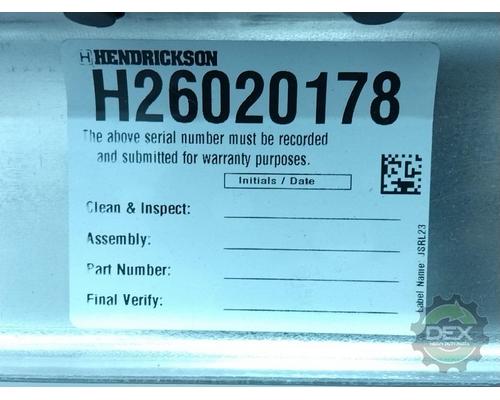 H HENDRICKSON
H26020178
The above serial number must be recorded
and submitted for warranty purposes.
Initials / Date
Clean & Inspect:
Assembly:
Part Number:
Final Verify:
Label Name: JSRL23
DEX